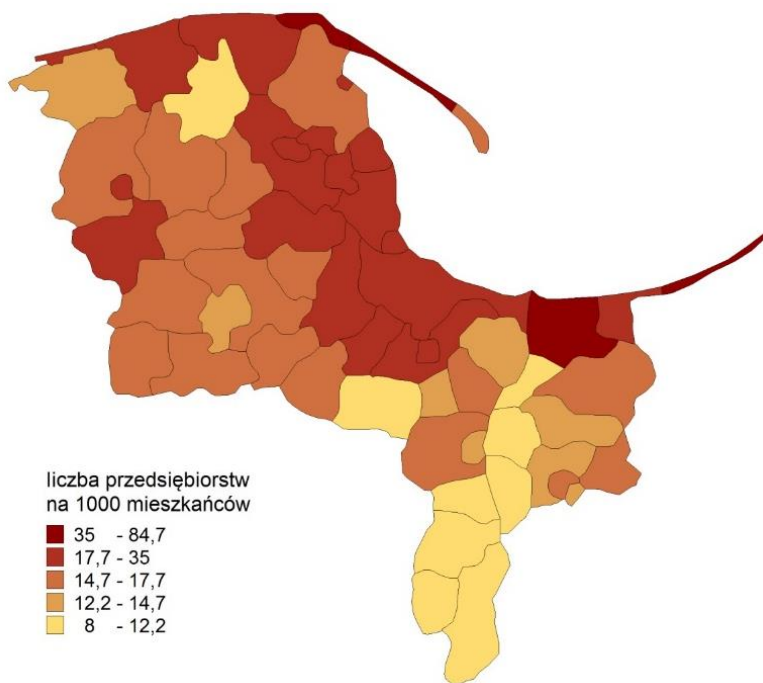 liczba przedsiębiorstw
na 1000 mieszkańców
35 - 84,7
17,7 - 35
14,7 - 17,7
12,2 - 14,7
8 - 12,2